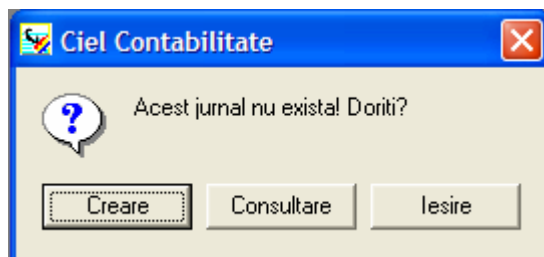 Ciel Contabilitate
Acest jurnal nu exista! Doriti?
Creare Consultare Iesire